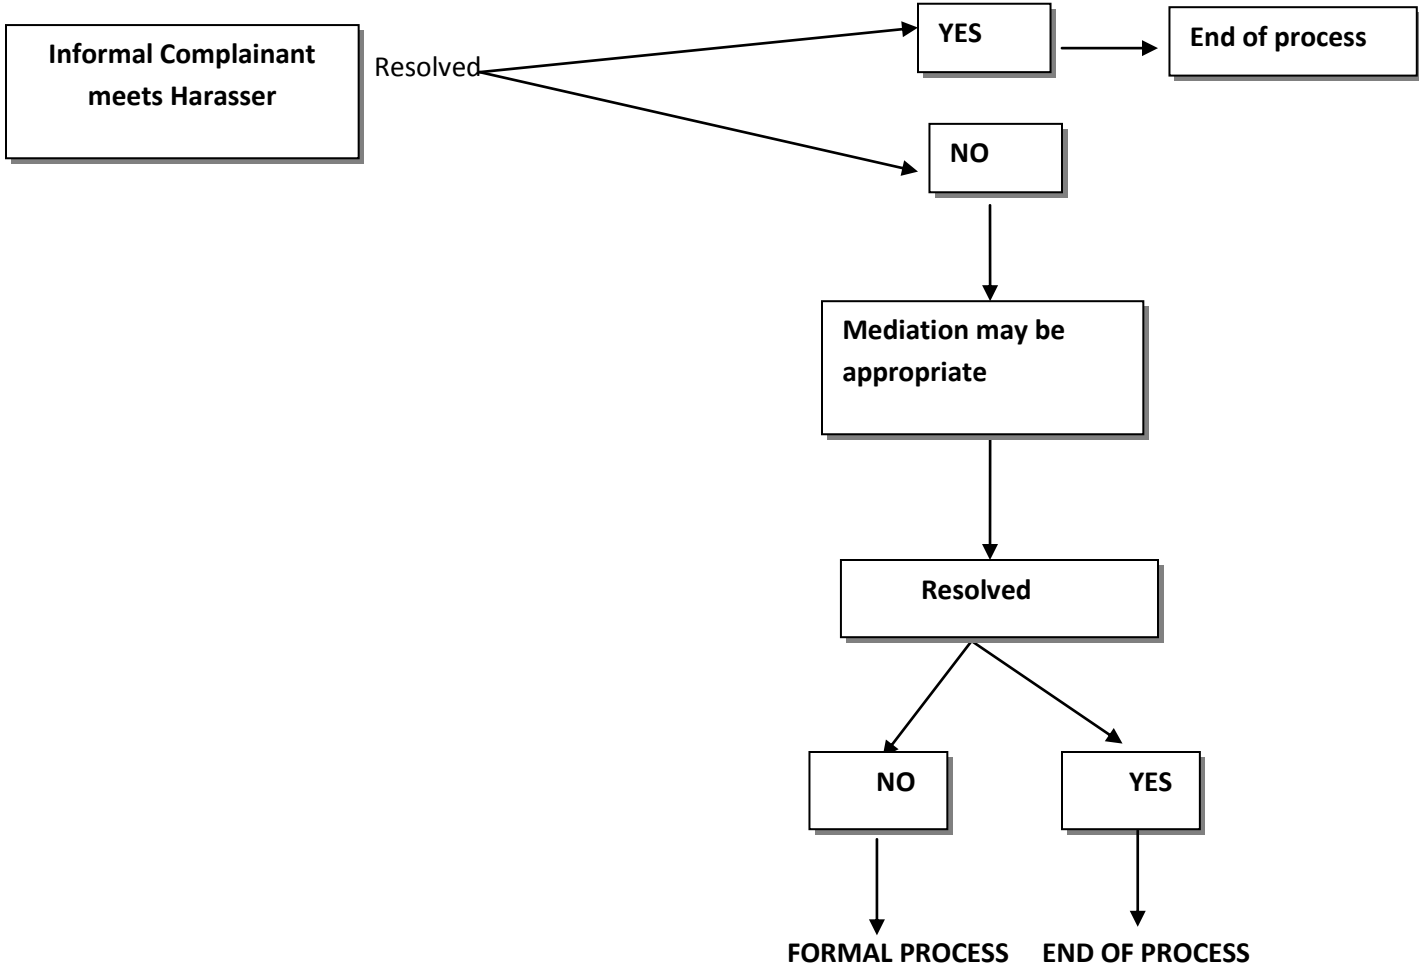 Informal Complainant
meets Harasser
Resolved
YES
End of process
NO
Mediation may be
appropriate
Resolved
NO
YES
FORMAL PROCESS
END OF PROCESS